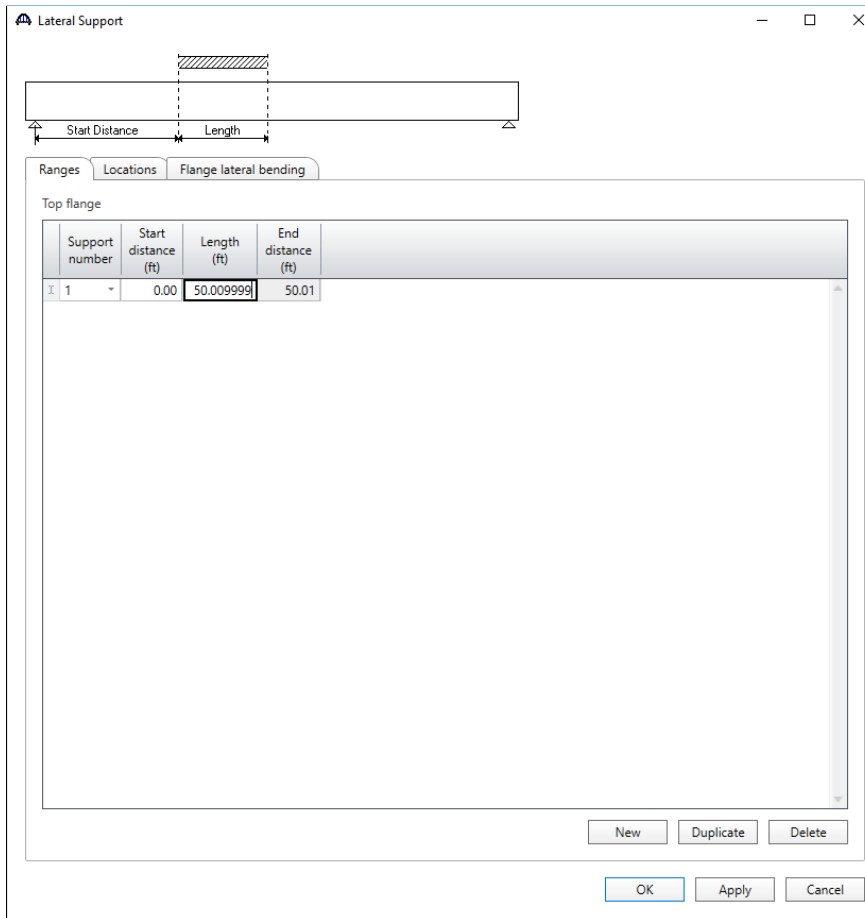 Lateral Support
Start Distance
Length
Ranges
Locations
Flange lateral bending
Top flange
Support number
Start distance (ft)
Length (ft)
End distance (ft)
1
0.00
50.009999
50.01
New
Duplicate
Delete
OK
Apply
Cancel